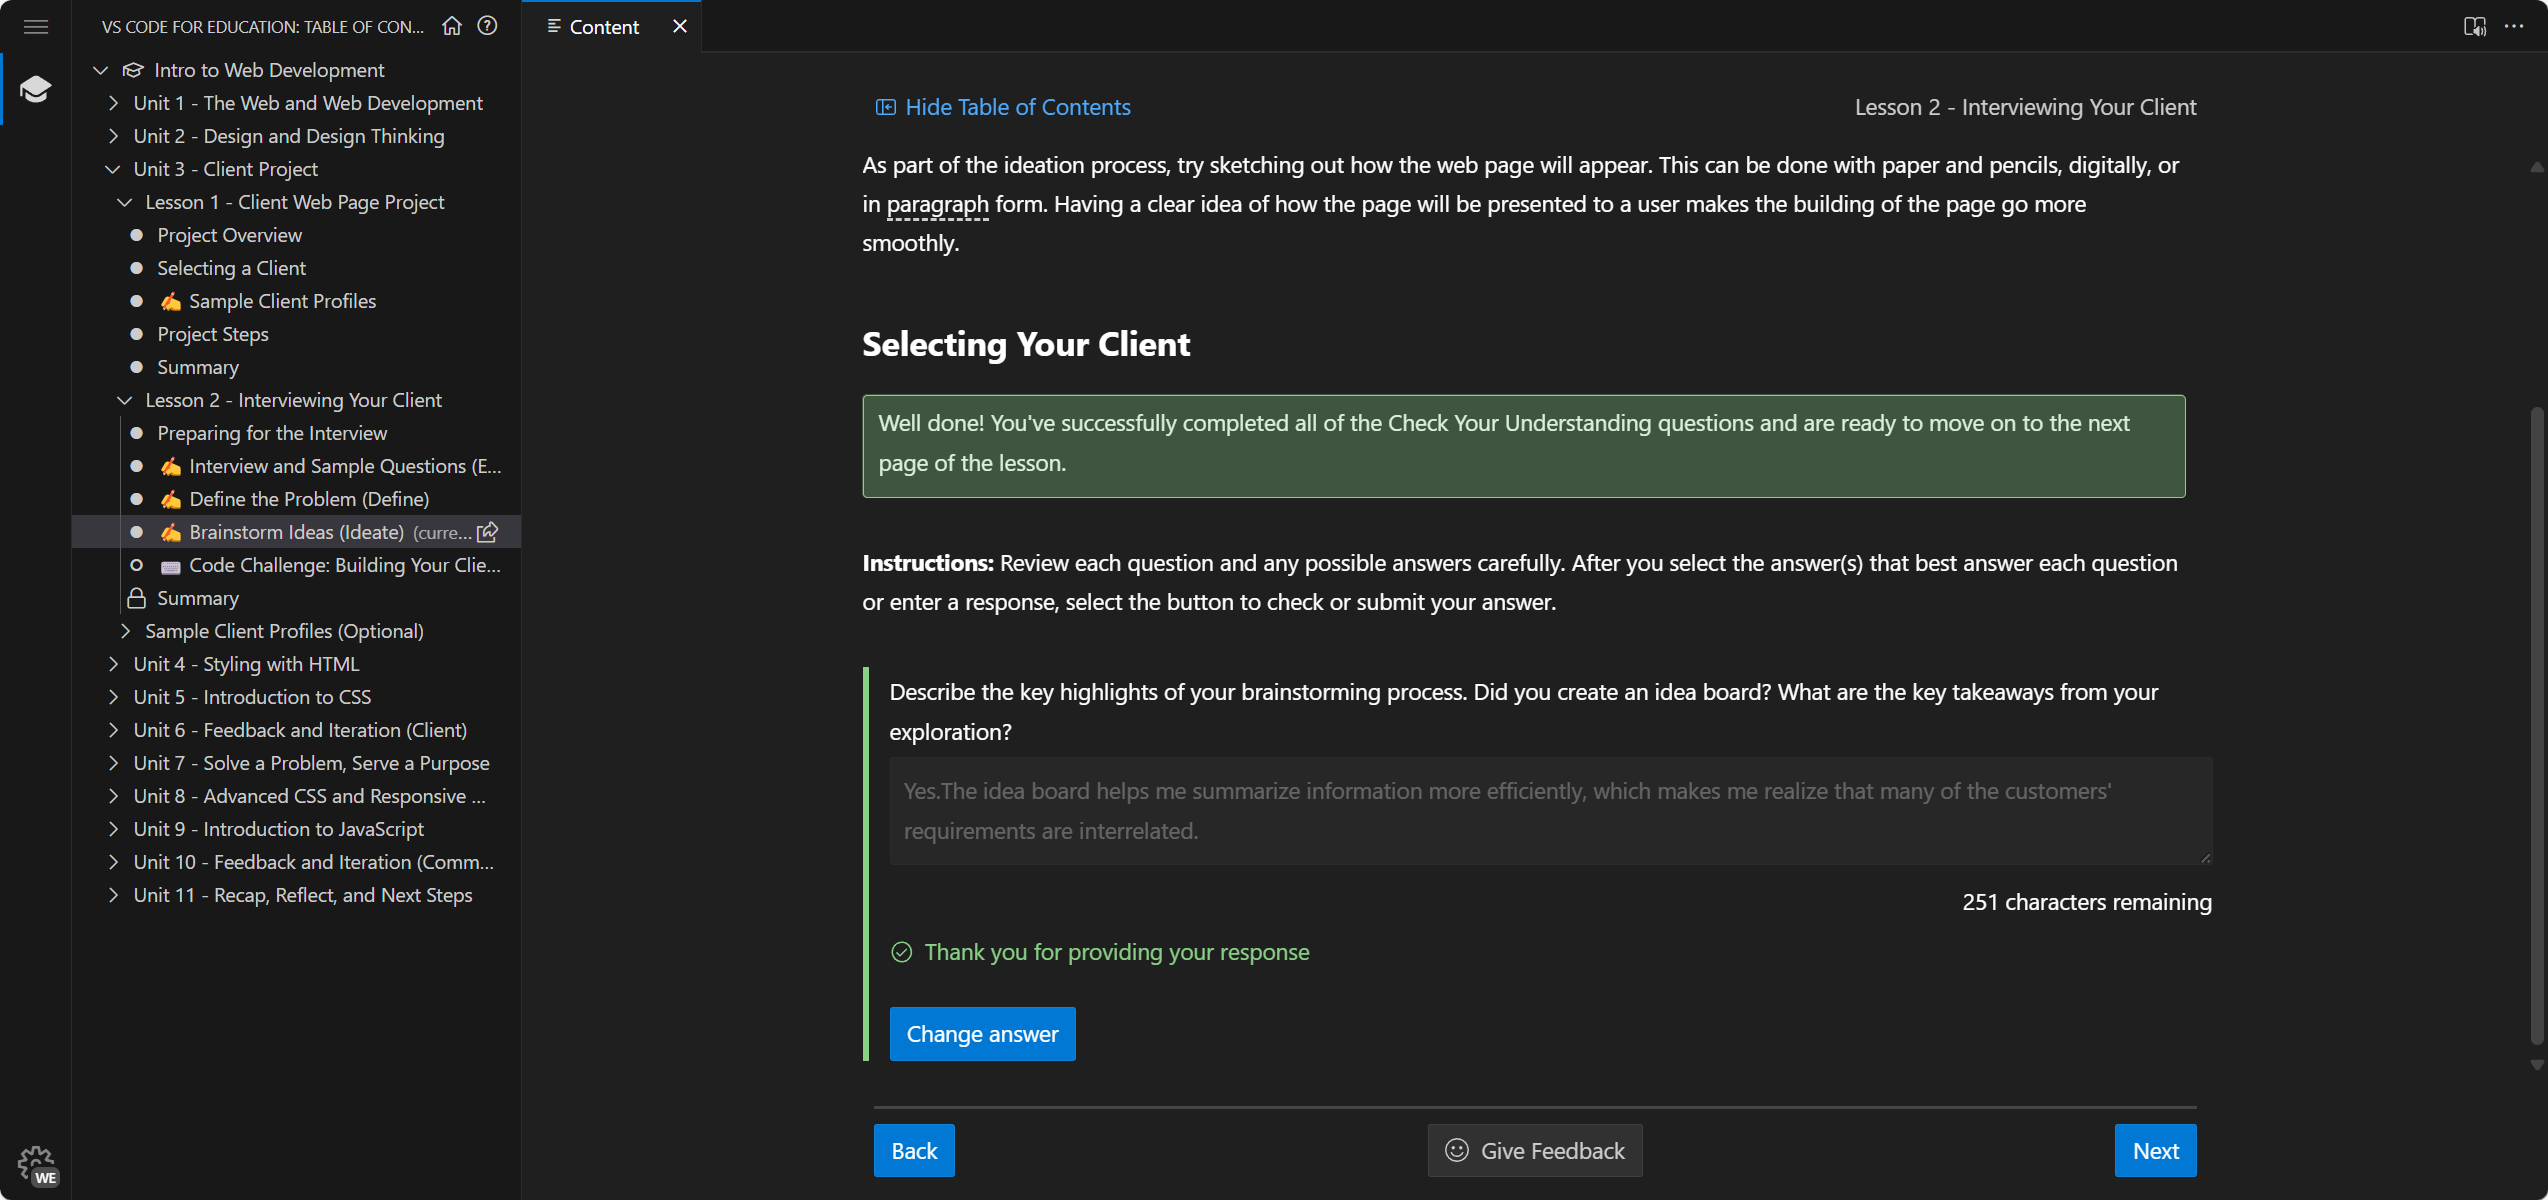 VS CODE FOR EDUCATION: TABLE OF CON...
Intro to Web Development
Unit 1 - The Web and Web Development
Unit 2 - Design and Design Thinking
Unit 3 - Client Project
Lesson 1 - Client Web Page Project
Project Overview
Selecting a Client
Sample Client Profiles
Project Steps
Summary
Lesson 2 - Interviewing Your Client
Preparing for the Interview
Interview and Sample Questions (E...
Define the Problem (Define)
Brainstorm Ideas (Ideate) (curre...
Code Challenge: Building Your Clie...
Summary
Sample Client Profiles (Optional)
Unit 4 - Styling with HTML
Unit 5 - Introduction to CSS
Unit 6 - Feedback and Iteration (Client)
Unit 7 - Solve a Problem, Serve a Purpose
Unit 8 - Advanced CSS and Responsive ...
Unit 9 - Introduction to JavaScript
Unit 10 - Feedback and Iteration (Comm...
Unit 11 - Recap, Reflect, and Next Steps
WE
Content
Hide Table of Contents
Lesson 2 - Interviewing Your Client
As part of the ideation process, try sketching out how the web page will appear. This can be done with paper and pencils, digitally, or
in paragraph form. Having a clear idea of how the page will be presented to a user makes the building of the page go more
smoothly.
Selecting Your Client
Well done! You've successfully completed all of the Check Your Understanding questions and are ready to move on to the next
page of the lesson.
Instructions: Review each question and any possible answers carefully. After you select the answer(s) that best answer each question
or enter a response, select the button to check or submit your answer.
Describe the key highlights of your brainstorming process. Did you create an idea board? What are the key takeaways from your
exploration?
Yes.The idea board helps me summarize information more efficiently, which makes me realize that many of the customers'
requirements are interrelated.
251 characters remaining
Thank you for providing your response
Change answer
Back
Give Feedback
Next